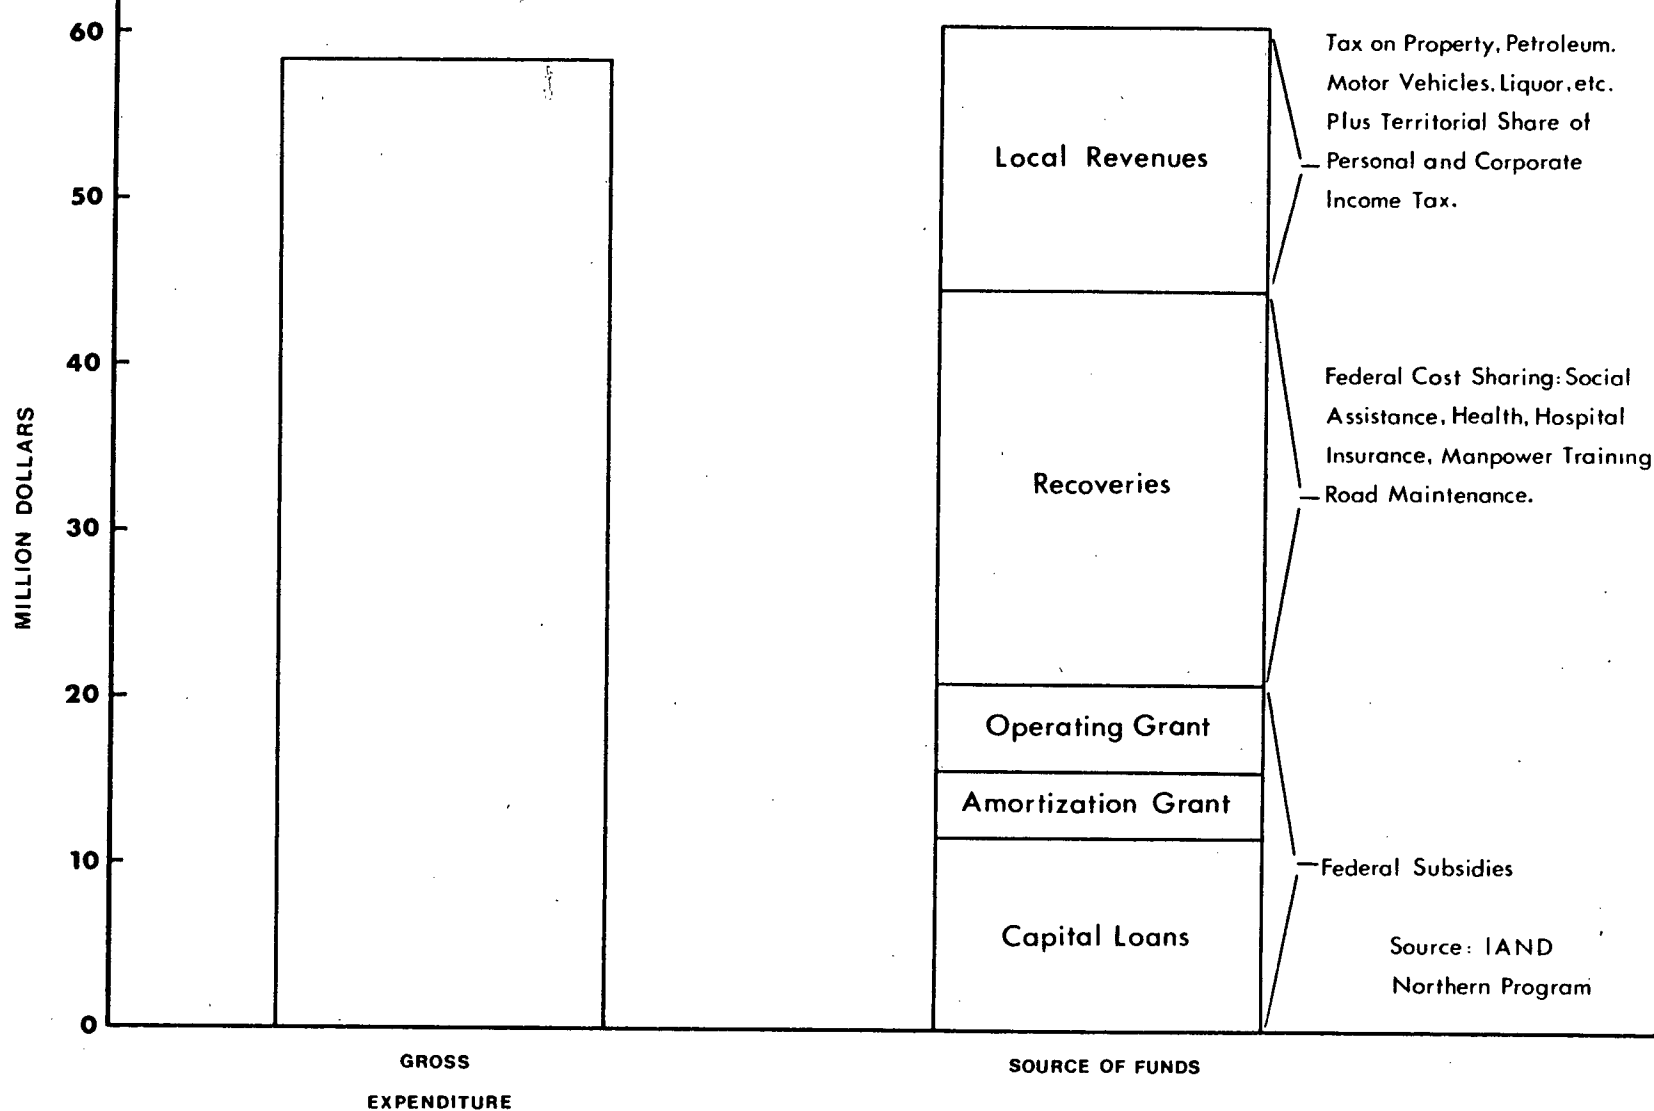 60
50
40
30
20
10
0
MILLION DOLLARS
GROSS
EXPENDITURE
Local Revenues
Recoveries
Operating Grant
Amortization Grant
Capital Loans
SOURCE OF FUNDS
Tax on Property, Petroleum.
Motor Vehicles, Liquor, etc.
Plus Territorial Share of
Personal and Corporate
Income Tax.
Federal Cost Sharing: Social
Assistance, Health, Hospital
Insurance, Manpower Training
Road Maintenance.
Federal Subsidies
Source: IAND
Northern Program